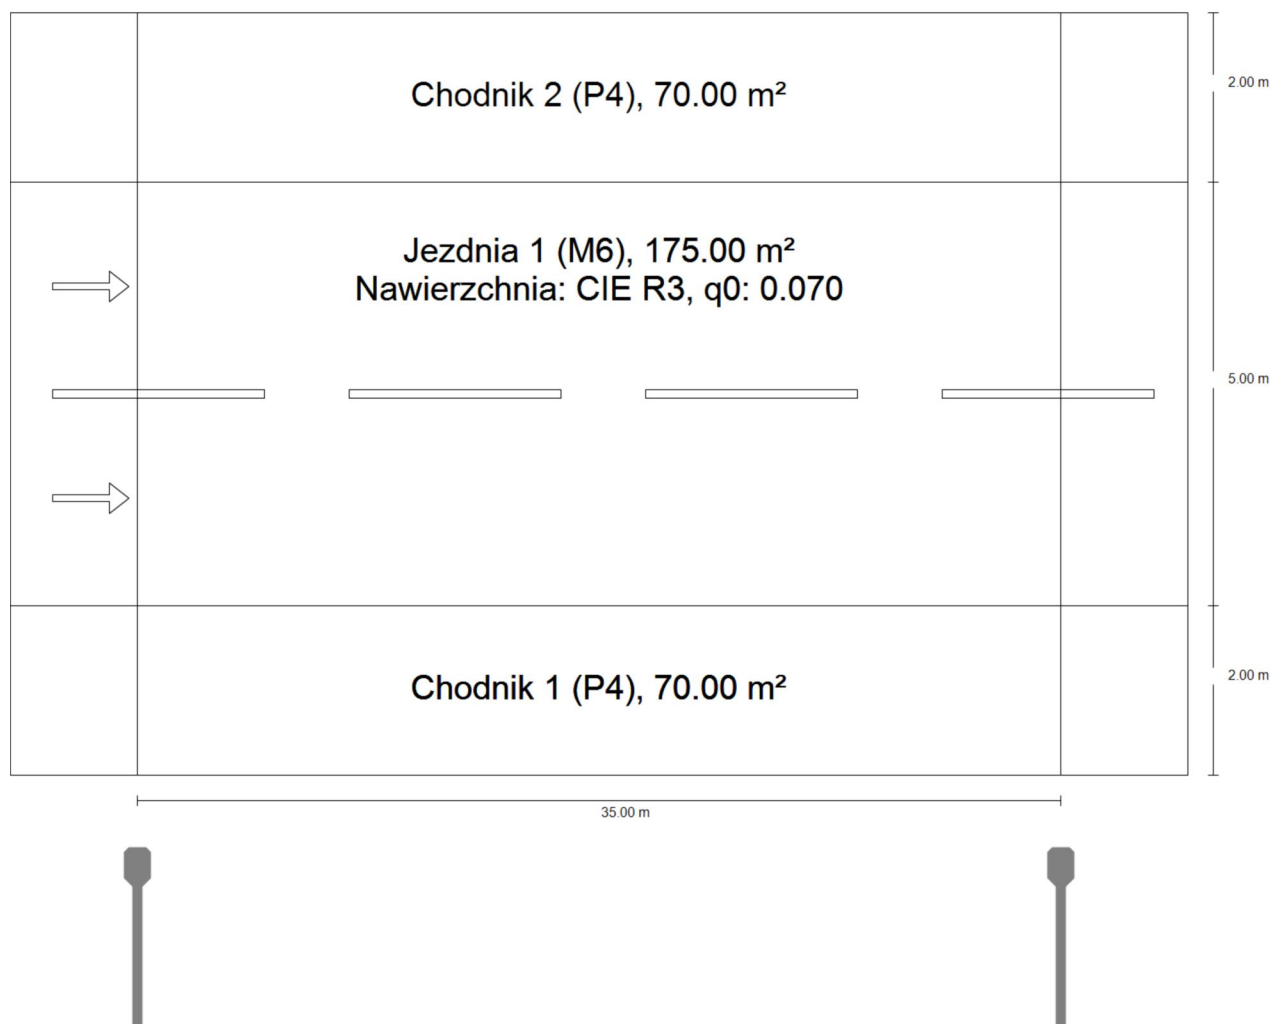 Chodnik 2 (P4), 70.00 m²
2.00 m
Jezdnia 1 (M6), 175.00 m²
Nawierzchnia: CIE R3, q0: 0.070
5.00 m
Chodnik 1 (P4), 70.00 m²
2.00 m
35.00 m